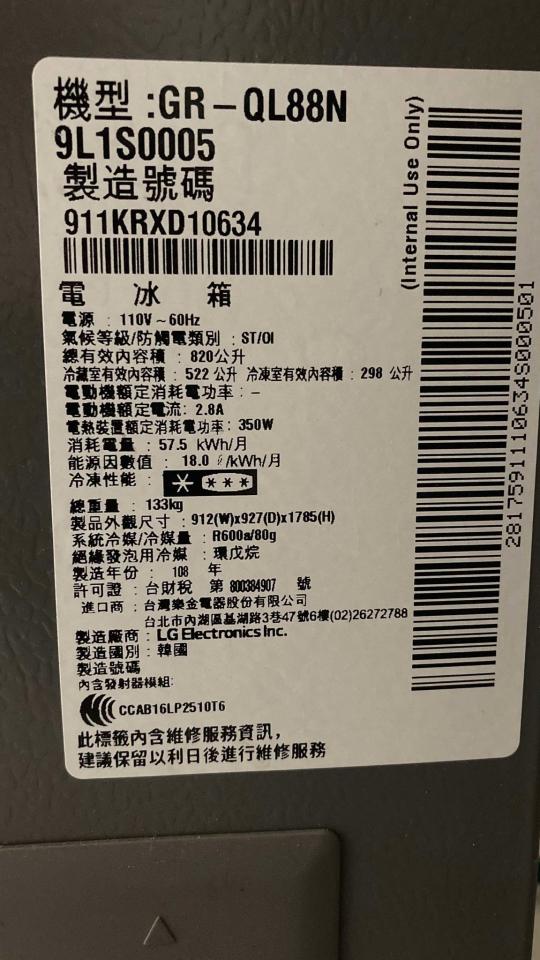 機型 :GR-QL88N
9L1S0005
製造號碼
911KRXD10634
電 冰 箱
電源 : 110V~60Hz
氣候等級/防觸電類別 : ST/0I
總有效內容積 : 820公升
冷藏室有效內容積 : 522 公升 冷凍室有效內容積 : 298 公升
電動機額定消耗電功率 : -
電動機額定電流: 2.8A
電熱裝置額定消耗電功率: 350W
消耗電量 : 57.5 kWh/月
能源因數值 : 18.0 ℓ/kWh/月
冷凍性能 : * ***
總重量 : 133kg
製品外觀尺寸 : 912(W)x927(D)x1785(H)
系統冷媒/冷媒量 : R600a/80g
絕緣發泡用冷媒 : 環戊烷
製造年份 : 108 年
許可證 : 台財稅 第 800384907 號
進口商 : 台灣樂金電器股份有限公司
台北市內湖區基湖路3巷47號6樓(02)26272788
製造廠商 : LG Electronics Inc.
製造國別 : 韓國
製造號碼
內含發射器模組:
CCAB16LP2510T6
此標籤內含維修服務資訊,
建議保留以利日後進行維修服務
(Internal Use Only)
2817591110634S000501